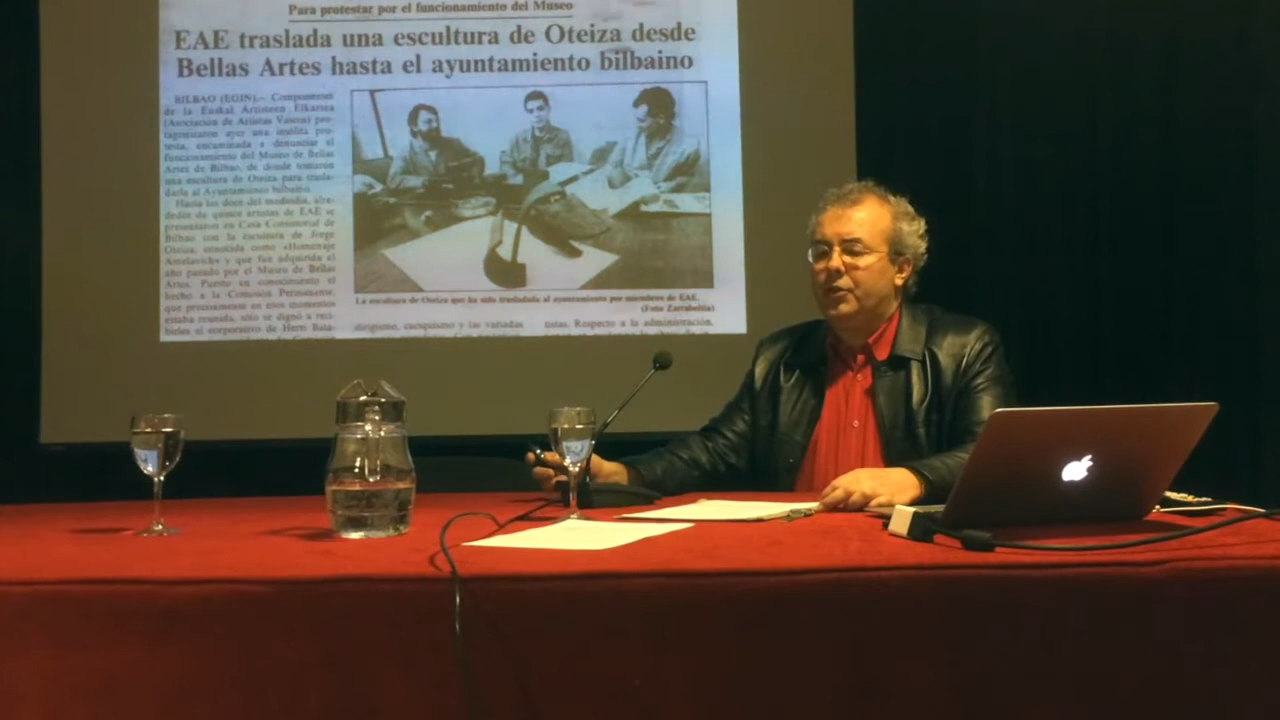 Para protestar por el funcionamiento del Museo
EAE traslada una escultura de Oteiza desde
Bellas Artes hasta el ayuntamiento bilbaino
BILBAO (EGIN).– Componentes
de la Euskal Artisteen Elkartea
(Asociación de Artistas Vascos) pro-
tagonizaron ayer una insólita pro-
testa, encaminada a denunciar el
funcionamiento del Museo de Bellas
Artes de Bilbao, de donde tomaron
una escultura de Oteiza para trasla-
darla al Ayuntamiento bilbaino.
Hacia las doce del mediodía, alre-
dedor de quince artistas de EAE se
presentaron en Casa Consistorial de
Bilbao con la escultura de Jorge
Oteiza, conocida como «Homenaje
y que fue adquirida el
año pasado por el Museo de Bellas
Artes. Puesto en conocimiento el
hecho a la Comisión Permanente,
que precisamente en esos momentos
estaba reunida, sólo se dignó a reci-
birles el corporativo de Herri Bata-
La escultura de Oteiza que ha sido trasladada al ayuntamiento por miembros de EAE.
(Foto Zarrabeitia)
dirigismo, caciquismo y las variadas
tistas. Respecto a la administración,